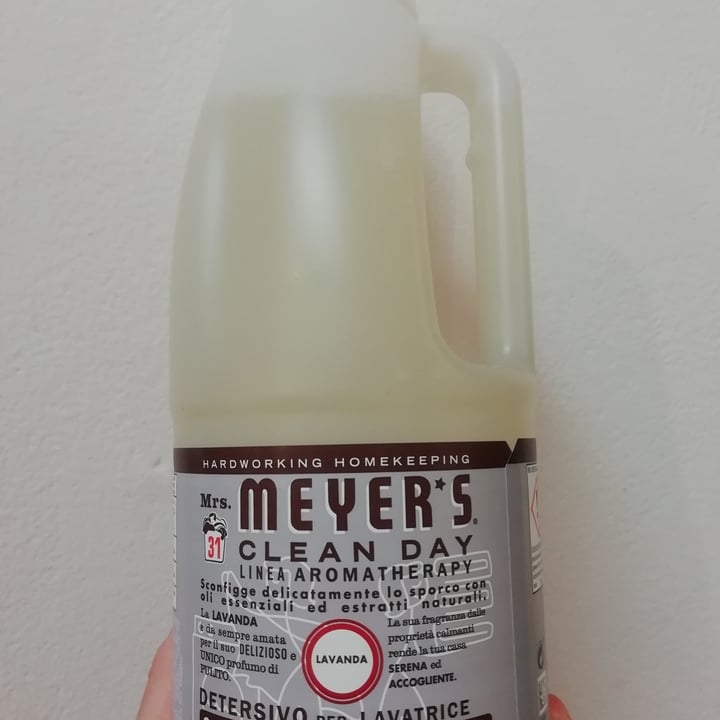 HARDWORKING HOMEKEEPING
Mrs.
MEYER'S
31
CLEAN DAY
LINEA AROMATHERAPY
Sconfigge delicatamente lo sporco con
oli essenziali ed estratti naturali.
La LAVANDA
è da sempre amata
per il suo DELIZIOSO e
UNICO profumo di
PULITO.
LAVANDA
La sua fragranza dalle
proprietà calmanti
rende la tua casa
SERENA ed
ACCOGLIENTE.
DETERSIVO PER LAVATRICE